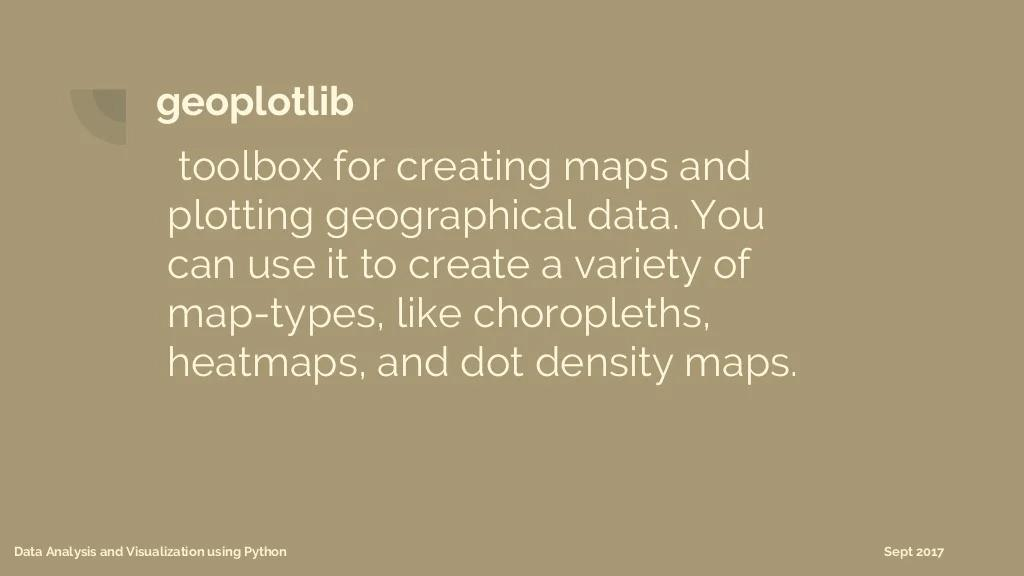 geoplotlib
toolbox for creating maps and
plotting geographical data. You
can use it to create a variety of
map-types, like choropleths,
heatmaps, and dot density maps.
Data Analysis and Visualization using Python
Sept 2017